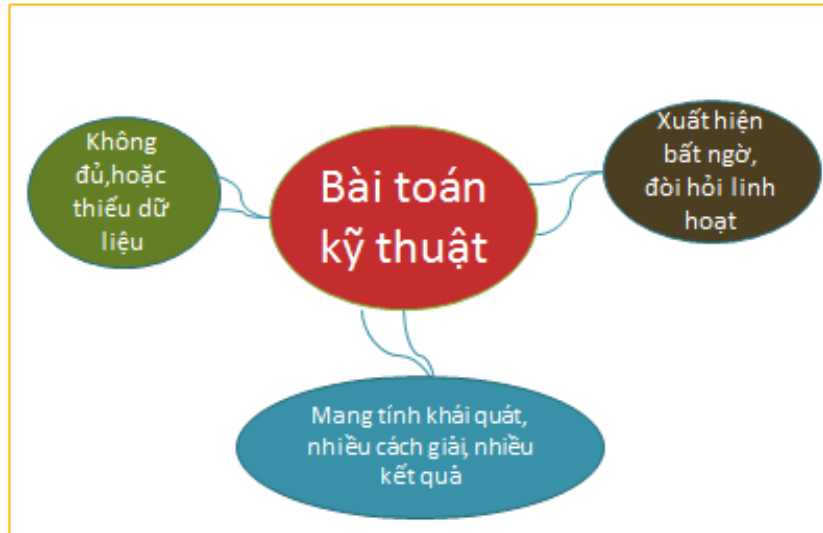 Bài toán
kỹ thuật
Không
đủ,hoặc
thiếu dữ
liệu
Xuất hiện
bất ngờ,
đòi hỏi linh
hoạt
Mang tính khái quát,
nhiều cách giải, nhiều
kết quả